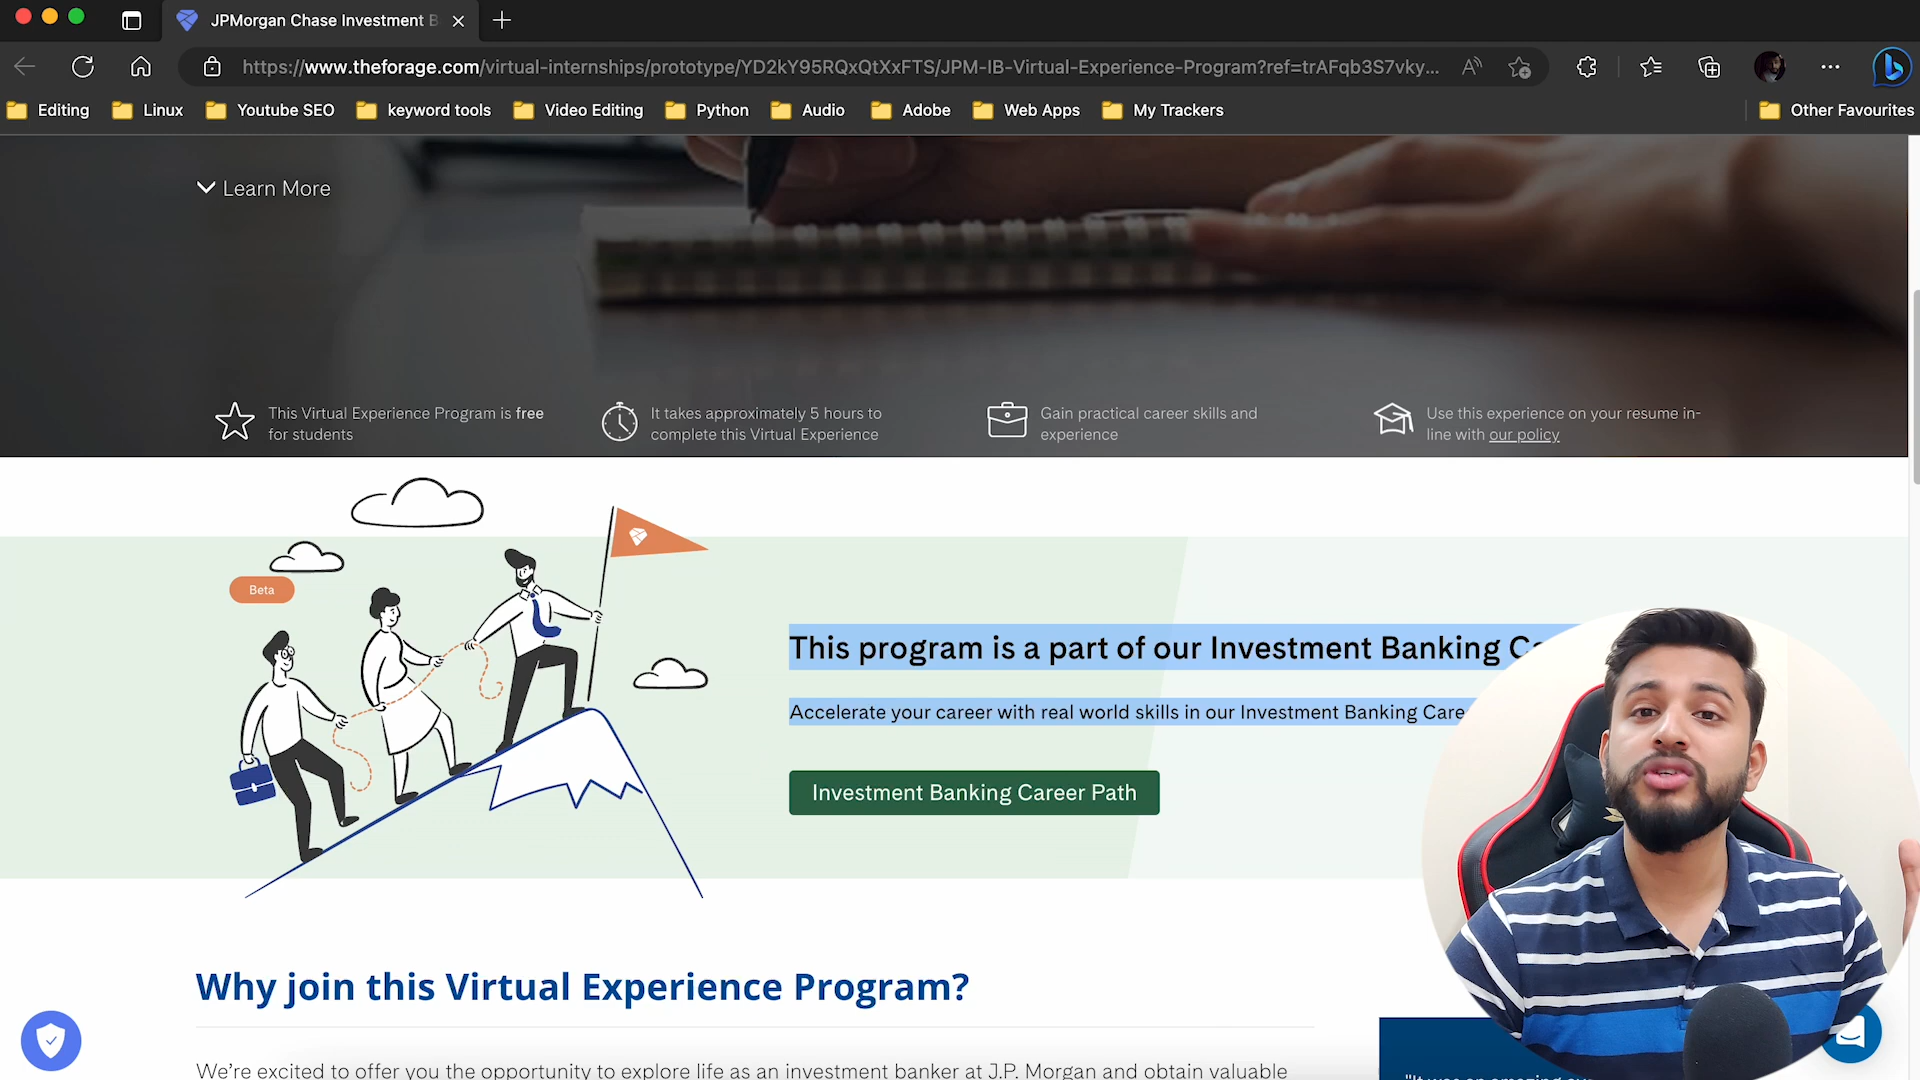 JPMorgan Chase Investment B
https://www.theforage.com/virtual-internships/prototype/YD2kY95RQxQtXxFTS/JPM-IB-Virtual-Experience-Program?ref=trAFqb3S7vky...
Editing Linux Youtube SEO keyword tools Video Editing Python Audio Adobe Web Apps My Trackers Other Favourites
Learn More
This Virtual Experience Program is free
for students
It takes approximately 5 hours to
complete this Virtual Experience
Gain practical career skills and
experience
Use this experience on your resume in-
line with our policy
Beta
This program is a part of our Investment Banking Ca
Accelerate your career with real world skills in our Investment Banking Care
Investment Banking Career Path
Why join this Virtual Experience Program?
We're excited to offer you the opportunity to explore life as an investment banker at J.P. Morgan and obtain valuable